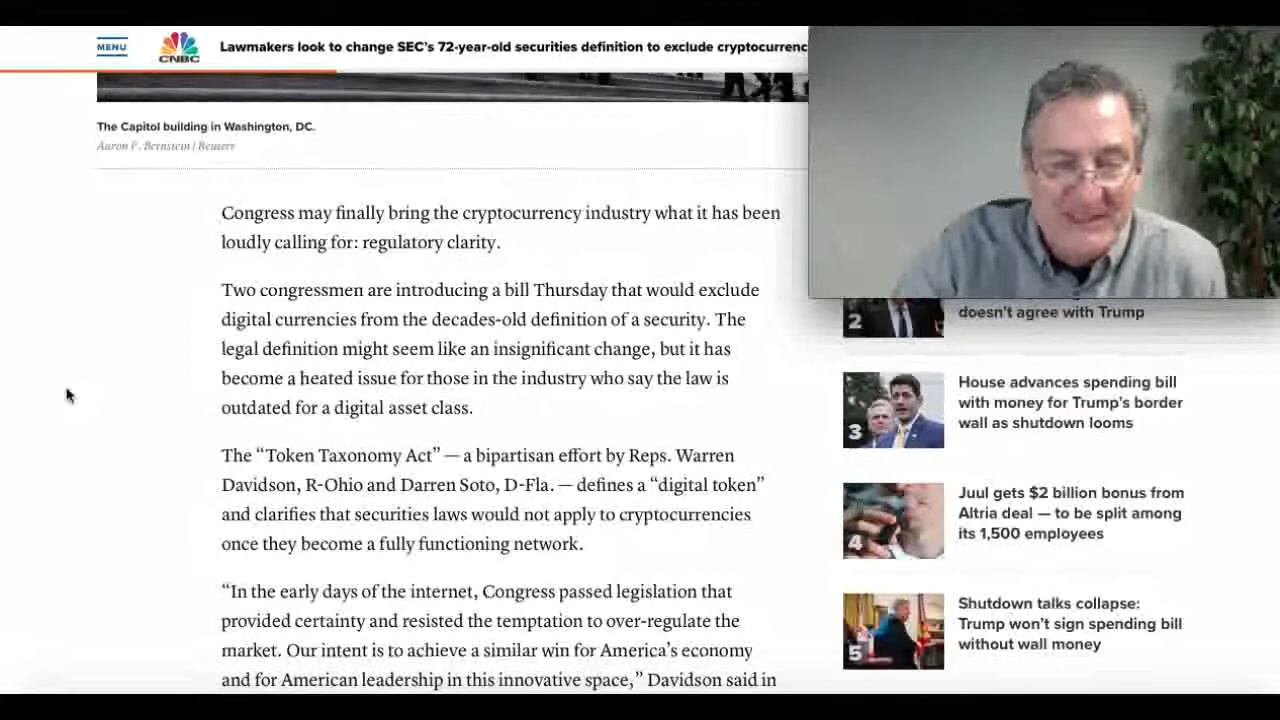 MENU
CNBC
Lawmakers look to change SEC's 72-year-old securities definition to exclude cryptocurrenc
The Capitol building in Washington, DC.
Aaron P. Bernstein | Reuters
Congress may finally bring the cryptocurrency industry what it has been
loudly calling for: regulatory clarity.
Two congressmen are introducing a bill Thursday that would exclude
digital currencies from the decades-old definition of a security. The
legal definition might seem like an insignificant change, but it has
become a heated issue for those in the industry who say the law is
outdated for a digital asset class.
The “Token Taxonomy Act” — a bipartisan effort by Reps. Warren
Davidson, R-Ohio and Darren Soto, D-Fla. — defines a “digital token”
and clarifies that securities laws would not apply to cryptocurrencies
once they become a fully functioning network.
“In the early days of the internet, Congress passed legislation that
provided certainty and resisted the temptation to over-regulate the
market. Our intent is to achieve a similar win for America’s economy
and for American leadership in this innovative space,” Davidson said in
2
doesn’t agree with Trump
3
House advances spending bill
with money for Trump’s border
wall as shutdown looms
4
Juul gets $2 billion bonus from
Altria deal — to be split among
its 1,500 employees
5
Shutdown talks collapse:
Trump won’t sign spending bill
without wall money